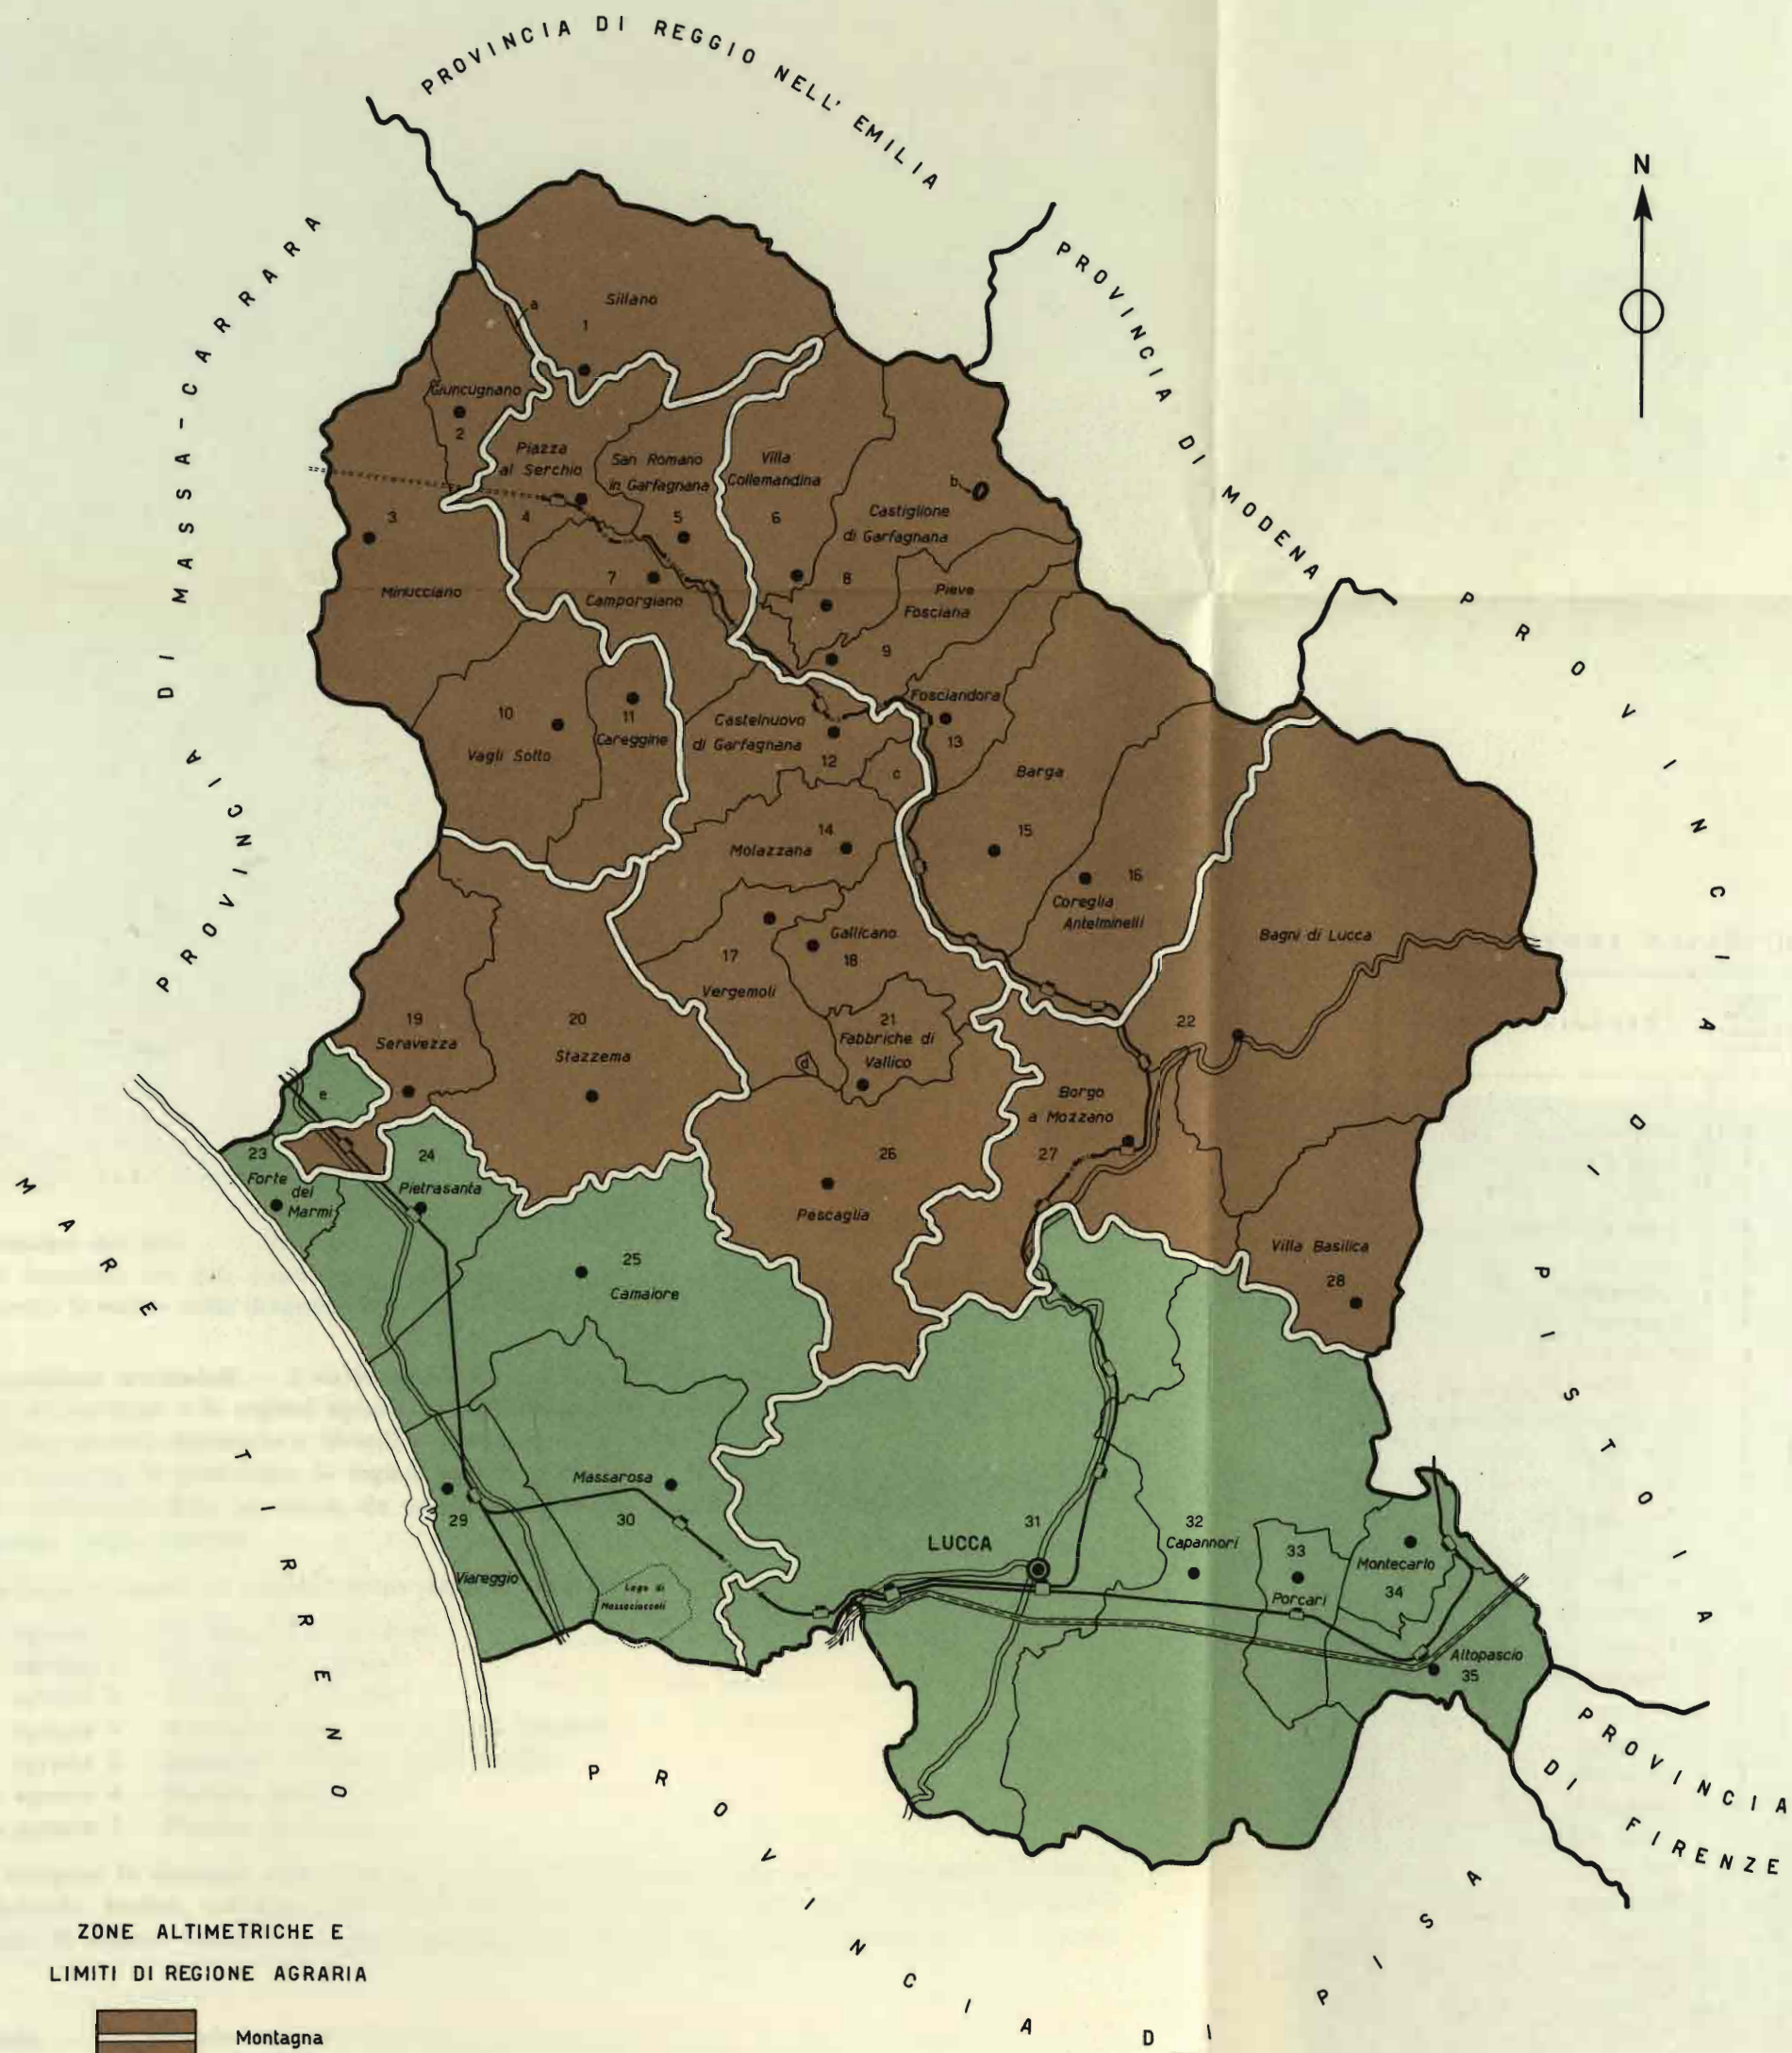 PROVINCIA DI REGGIO NELL' EMILIA
N
PROVINCIA DI MASSA-CARRARA
PROVINCIA DI MODENA
PROVINCIA DI PISTOIA
Sillano
1
a
Giuncugnano
2
Piazza
al Serchio
4
San Romano
in Garfagnana
5
Villa
Collemandina
6
b
Castiglione
di Garfagnana
8
3
Minucciano
7
Camporgiano
Pieve
Fosciana
9
10
Vagli Sotto
11
Careggine
Castelnuovo
di Garfagnana
12
c
Fosciandora
13
Barga
15
14
Molazzana
16
Coreglia
Antelminelli
Bagni di Lucca
22
17
Vergemoli
Gallicano
18
19
Seravezza
20
Stazzema
21
Fabbriche di
Vallico
d
e
Borgo
a Mozzano
27
23
Forte
dei
Marmi
24
Pietrasanta
26
Pescaglia
25
Camaiore
Villa Basilica
28
MARE TIRRENO
29
Viareggio
Massarosa
30
Lago di
Massaciuccoli
LUCCA
31
32
Capannori
33
Porcari
Montecarlo
34
Altopascio
35
PROVINCIA
DI FIRENZE
PROVINCIA DI PISA
ZONE ALTIMETRICHE E
LIMITI DI REGIONE AGRARIA
Montagna